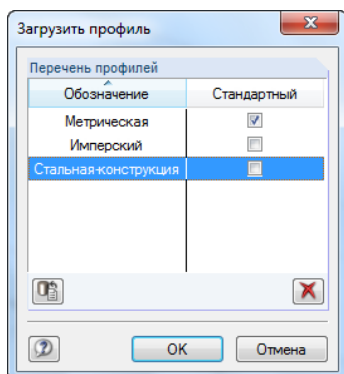 Загрузить профиль
Перечень профилей
Обозначение Стандартный
Метрическая
Имперский
Стальная-конструкция
OK Отмена